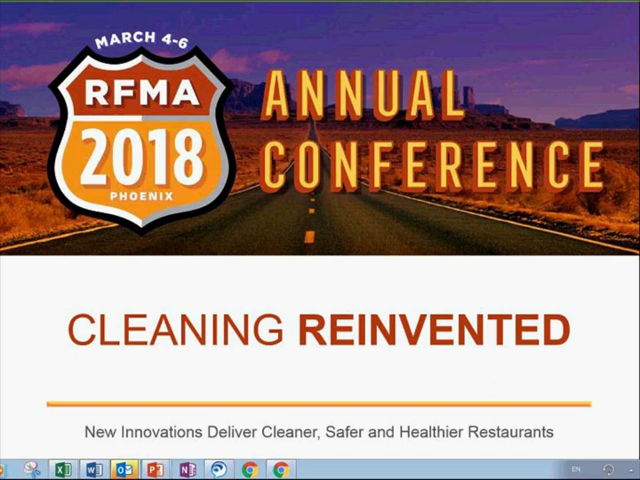 MARCH 4-6
RFMA
2018
PHOENIX
ANNUAL
CONFERENCE
CLEANING REINVENTED
New Innovations Deliver Cleaner, Safer and Healthier Restaurants
EN